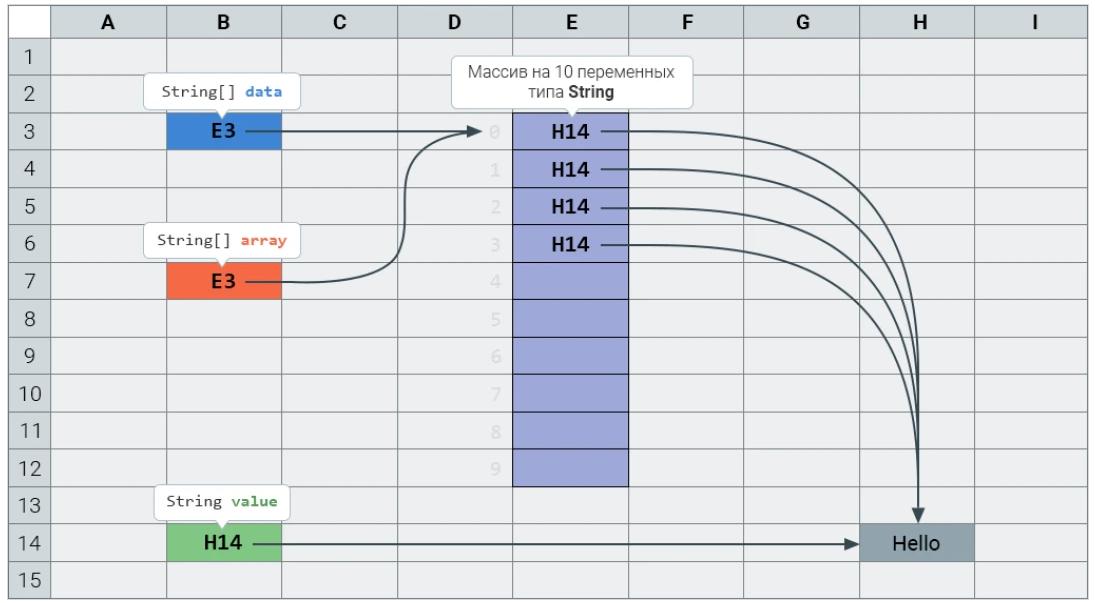 A B C D E F G H I
1
2
String[] data
Массив на 10 переменных
типа String
3 E3 0 H14
4 1 H14
5 2 H14
6 String[] array 3 H14
7 E3 4
8 5
9 6
10 7
11 8
12 9
13 String value
14 H14 Hello
15